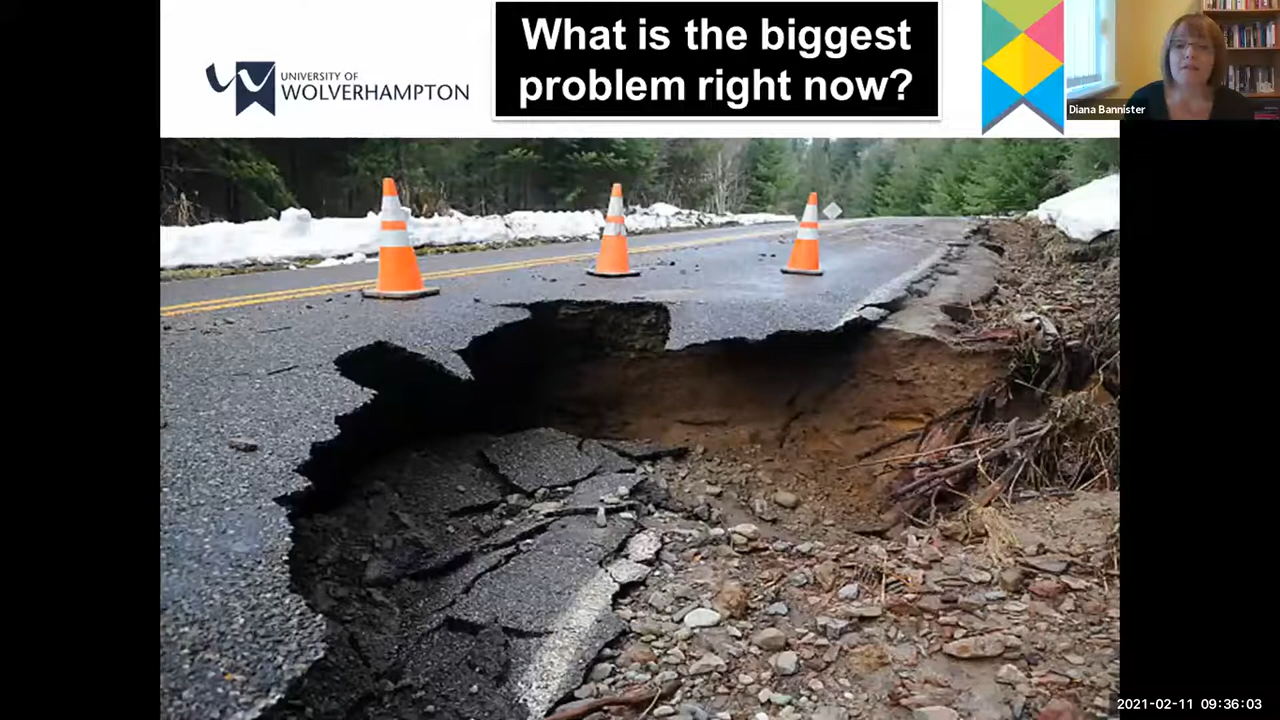 What is the biggest
problem right now?
UNIVERSITY OF
WOLVERHAMPTON
Diana Bannister
2021-02-11 09:36:03